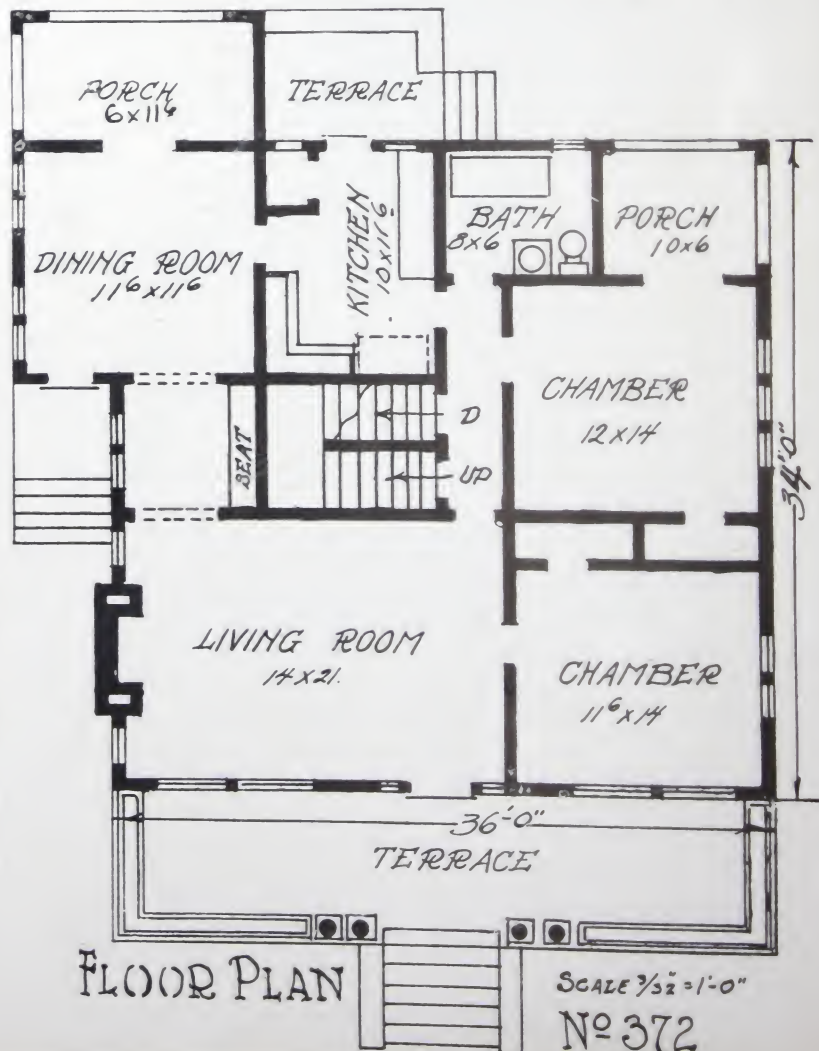 PORCH
6x11⁶
TERRACE
DINING ROOM
11⁶x11⁶
KITCHEN
10x11⁶
BATH
8x6
PORCH
10x6
CHAMBER
12x14
34'-0"
SEAT
D
UP
LIVING ROOM
14x21.
CHAMBER
11⁶x14
36'-0"
TERRACE
FLOOR PLAN
SCALE 3/32"=1'-0"
Nº 372